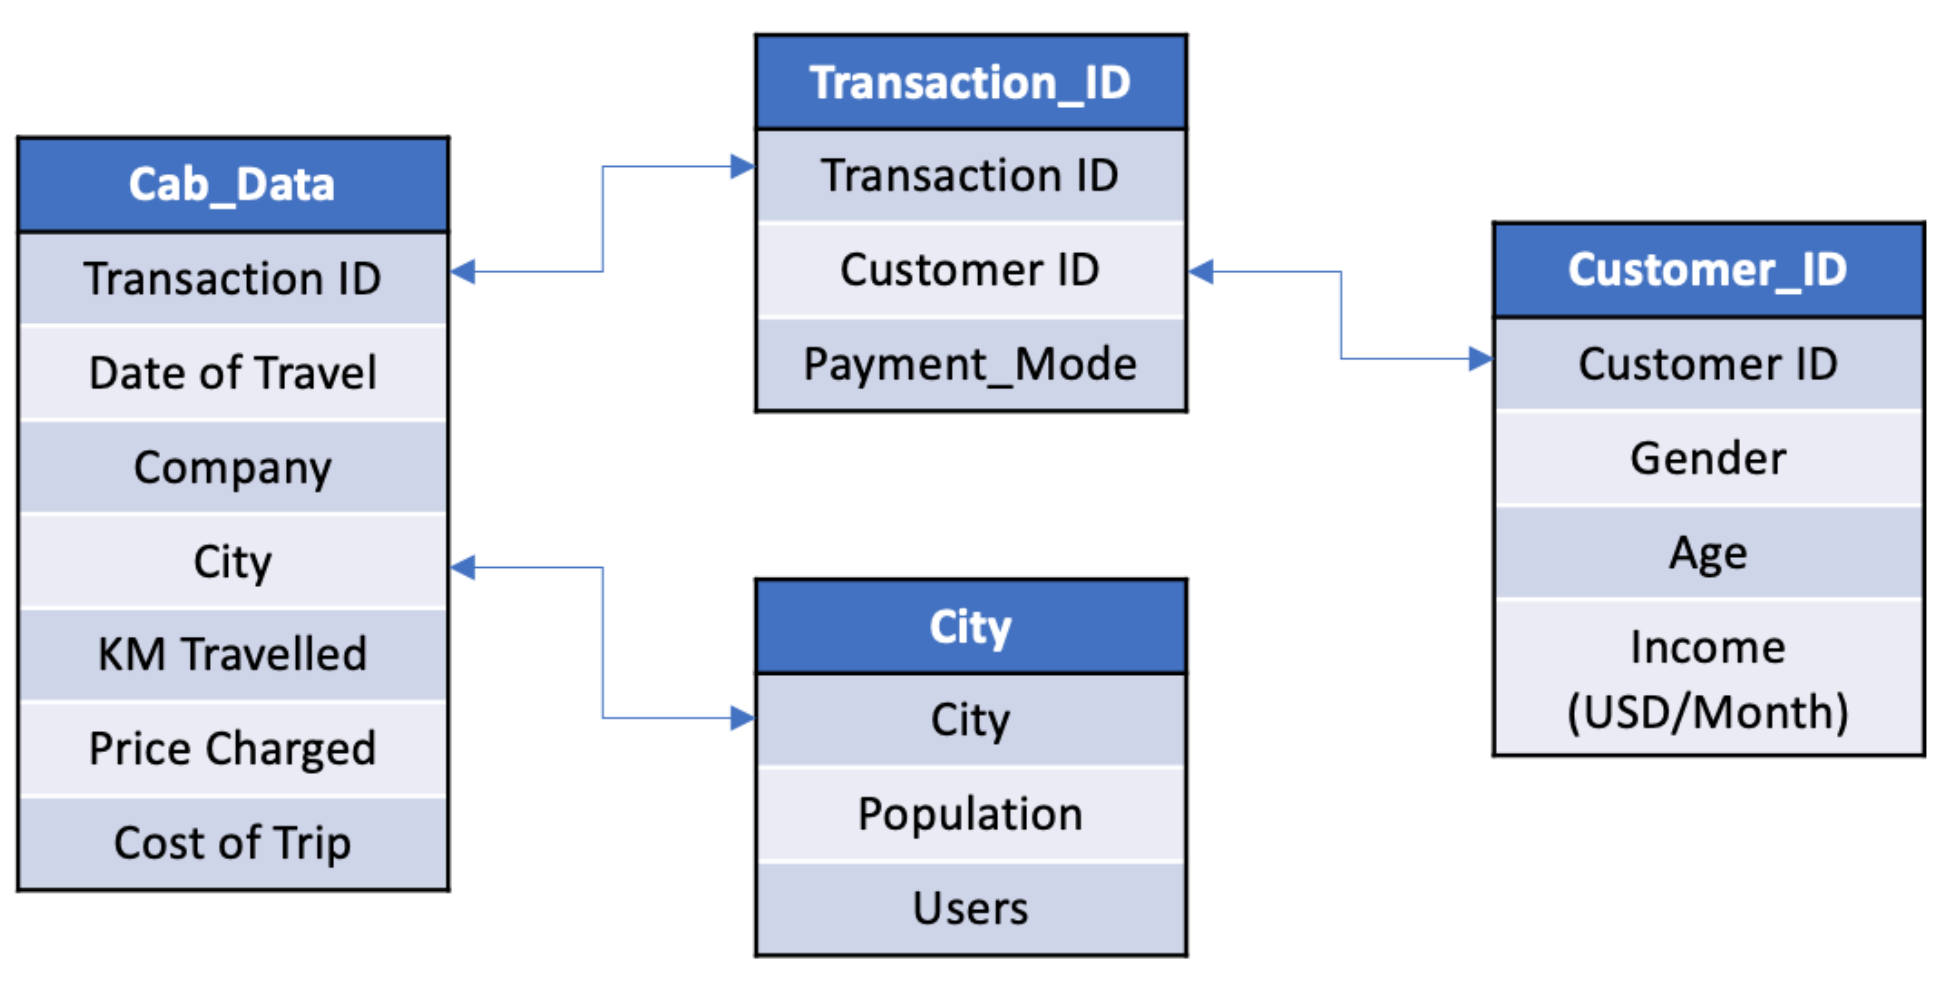 Cab_Data
Transaction ID
Date of Travel
Company
City
KM Travelled
Price Charged
Cost of Trip
Transaction_ID
Transaction ID
Customer ID
Payment_Mode
City
City
Population
Users
Customer_ID
Customer ID
Gender
Age
Income
(USD/Month)